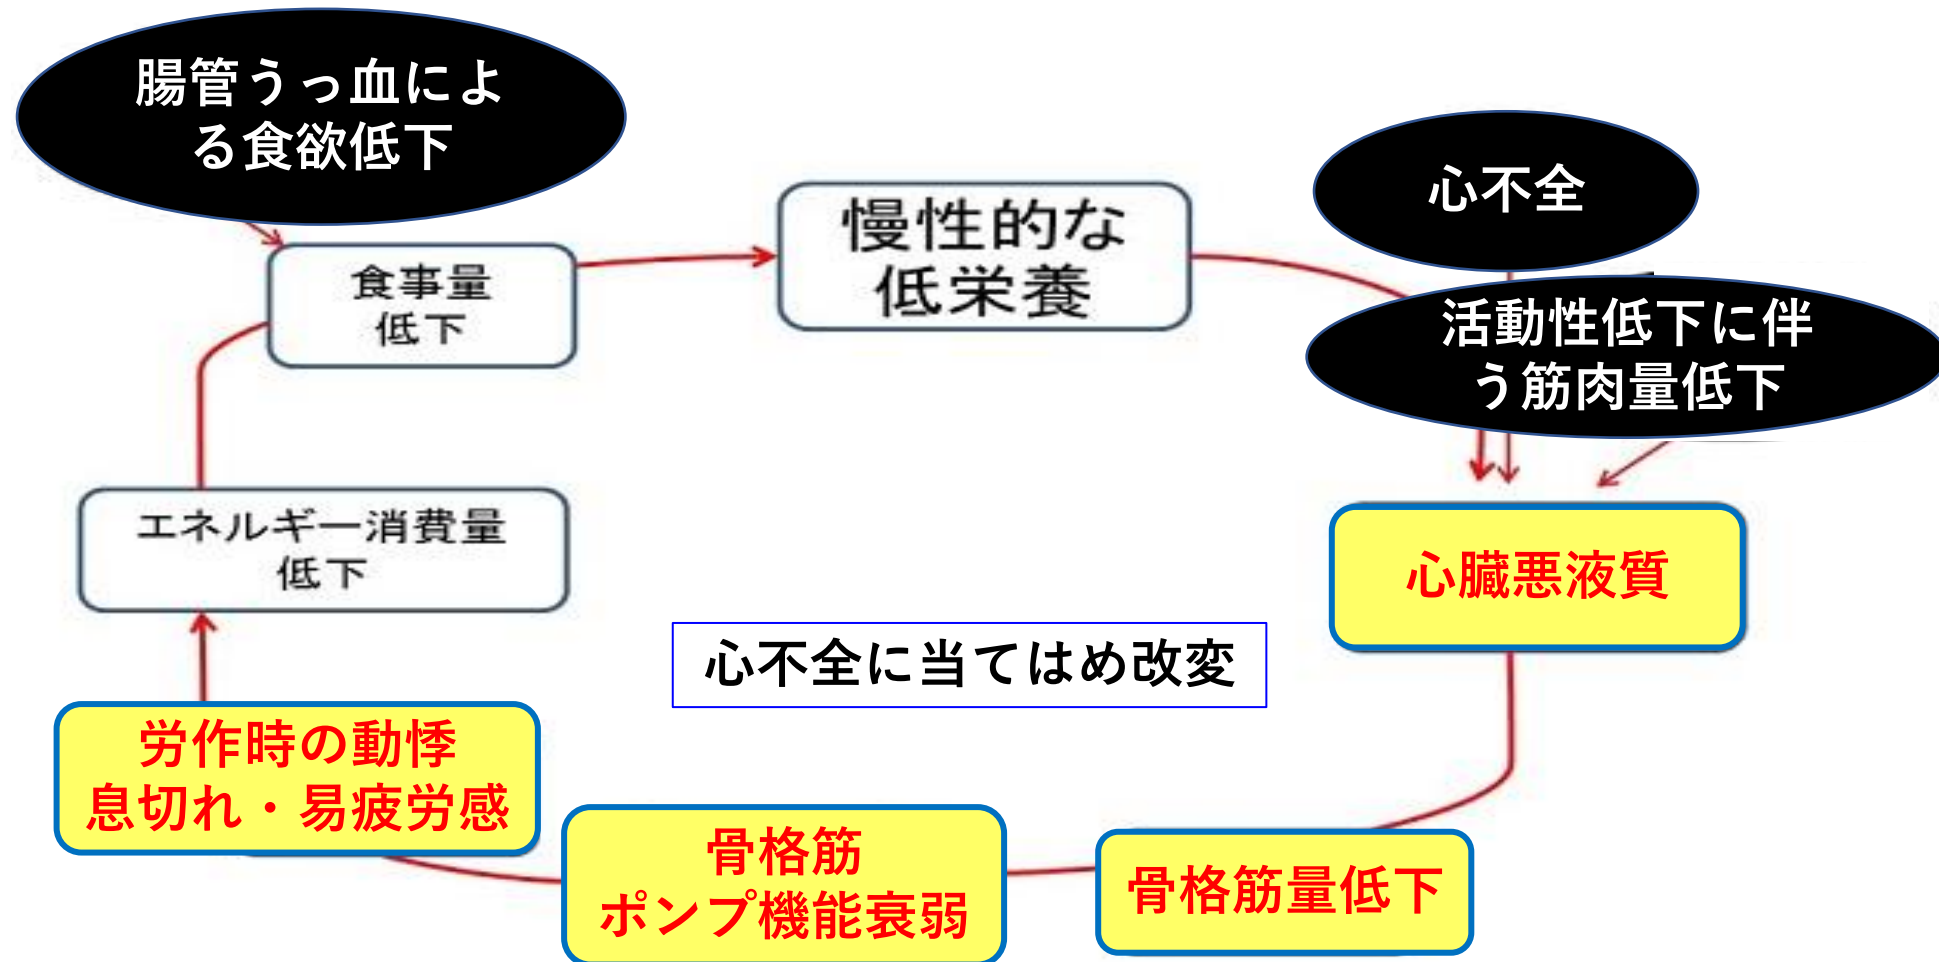 腸管うっ血によ
る食欲低下
心不全
慢性的な
低栄養
食事量
低下
活動性低下に伴
う筋肉量低下
エネルギー消費量
低下
心臓悪液質
心不全に当てはめ改変
労作時の動悸
息切れ・易疲労感
骨格筋
ポンプ機能衰弱
骨格筋量低下